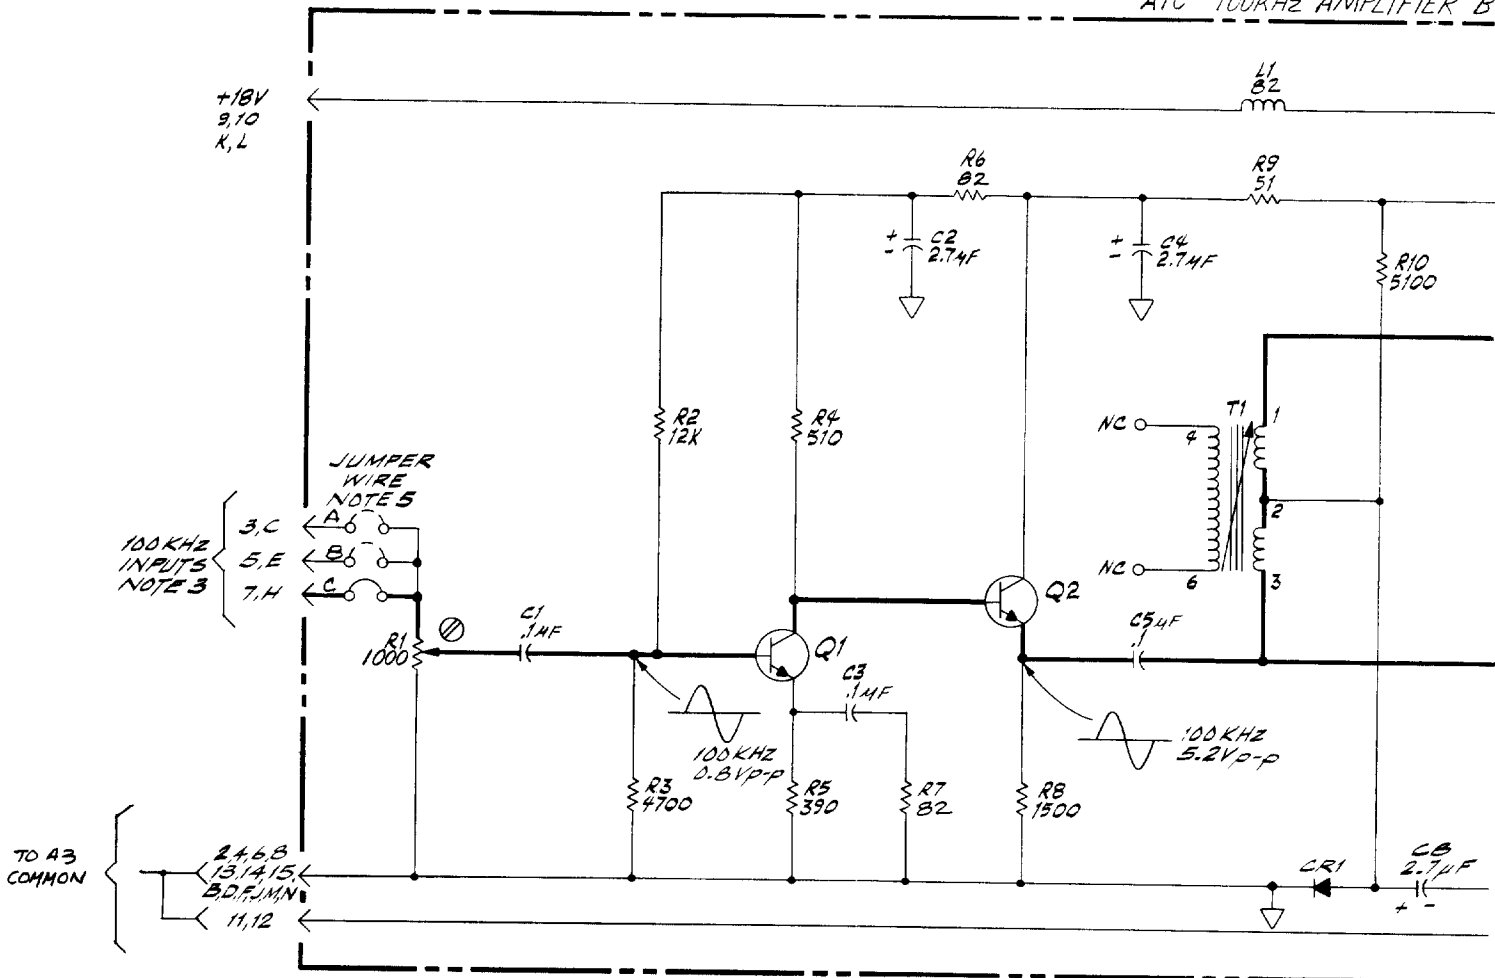 A1C 100KHZ AMPLIFIER B
+18V
9,10
K,L
L1
82
R6
82
R9
51
+
-
C2
2.7µF
+
-
C4
2.7µF
R10
5100
R2
12K
R4
510
NC
4
T1
1
2
NC
6
3
JUMPER
WIRE
NOTE 5
100KHZ
INPUTS
NOTE 3
3,C
A
5,E
B
7,H
C
R1
1000
C1
.1µF
Q1
Q2
C3
.1µF
C5µF
.1
100KHZ
0.8Vp-p
100KHZ
5.2Vp-p
R3
4700
R5
390
R7
82
R8
1500
TO A3
COMMON
2,4,6,8
13,14,15,
B,D,F,J,M,N
11,12
CR1
C8
2.7µF
+ -